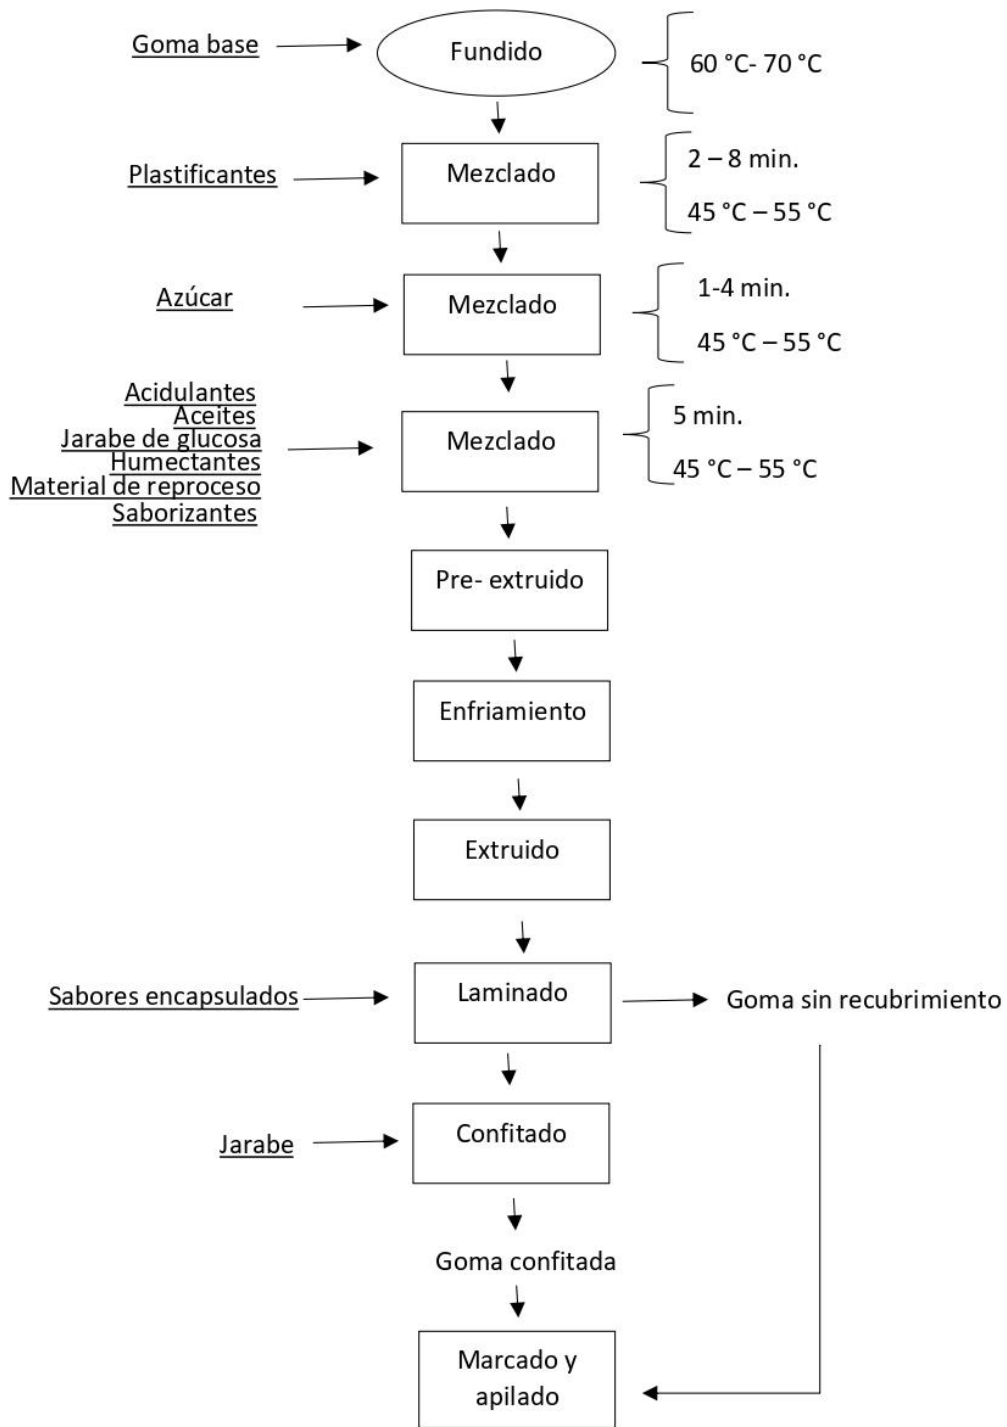 Goma base
Fundido
60 °C- 70 °C
Plastificantes
Mezclado
2 – 8 min.
45 °C – 55 °C
Azúcar
Mezclado
1-4 min.
45 °C – 55 °C
Acidulantes
Aceites
Jarabe de glucosa
Humectantes
Material de reproceso
Saborizantes
Mezclado
5 min.
45 °C – 55 °C
Pre- extruido
Enfriamiento
Extruido
Sabores encapsulados
Laminado
Goma sin recubrimiento
Jarabe
Confitado
Goma confitada
Marcado y
apilado